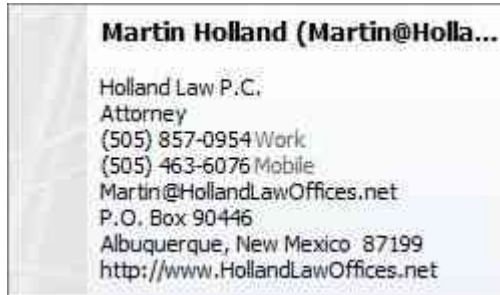 Martin Holland (Martin@Holla...
Holland Law P.C.
Attorney
(505) 857-0954 Work
(505) 463-6076 Mobile
Martin@HollandLawOffices.net
P.O. Box 90446
Albuquerque, New Mexico  87199
http://www.HollandLawOffices.net